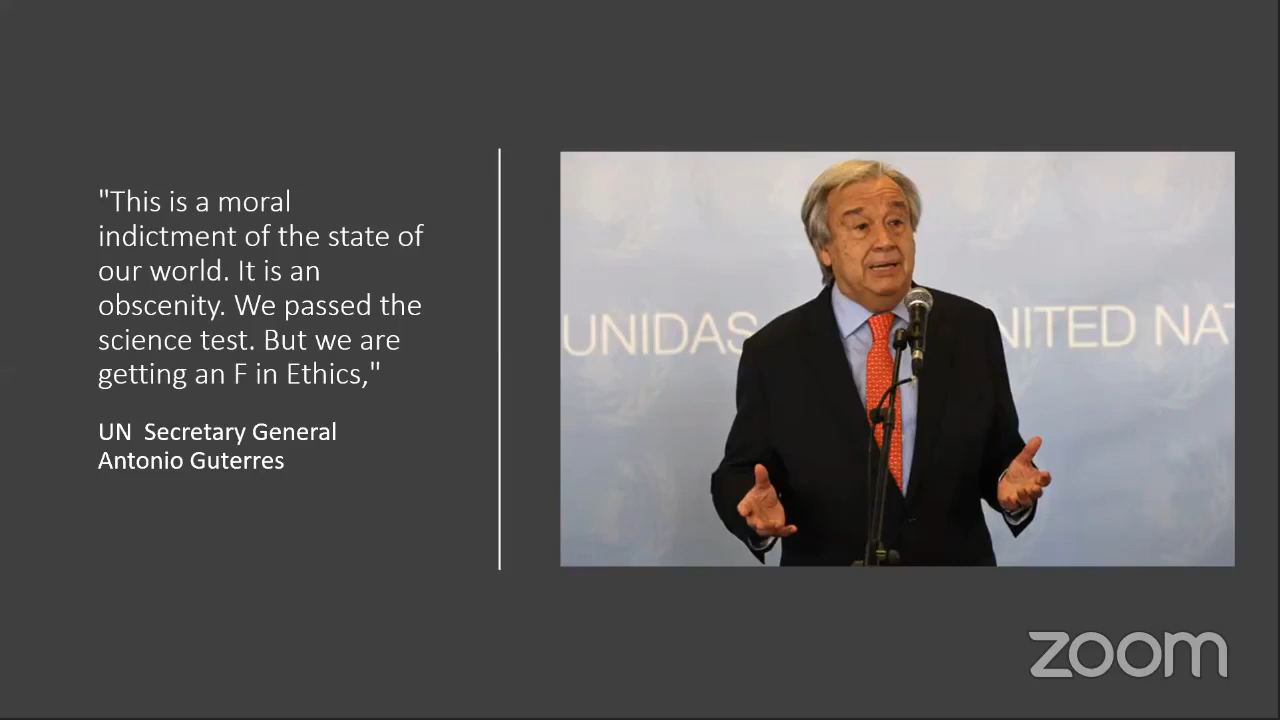 "This is a moral
indictment of the state of
our world. It is an
obscenity. We passed the
science test. But we are
getting an F in Ethics,"
UN  Secretary General
Antonio Guterres
UNIDAS
NITED NAT
zoom